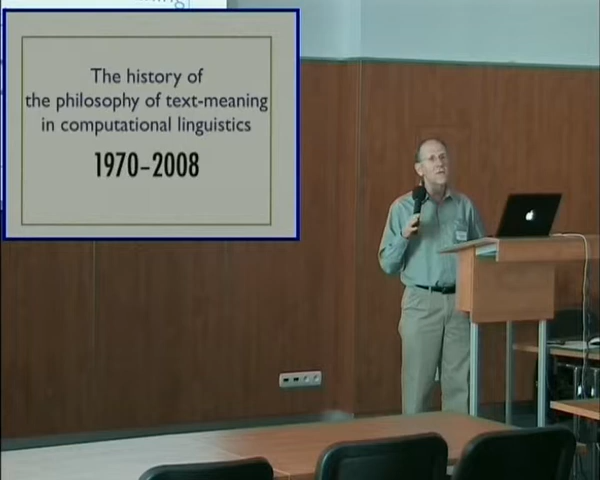 The history of
the philosophy of text-meaning
in computational linguistics
1970–2008